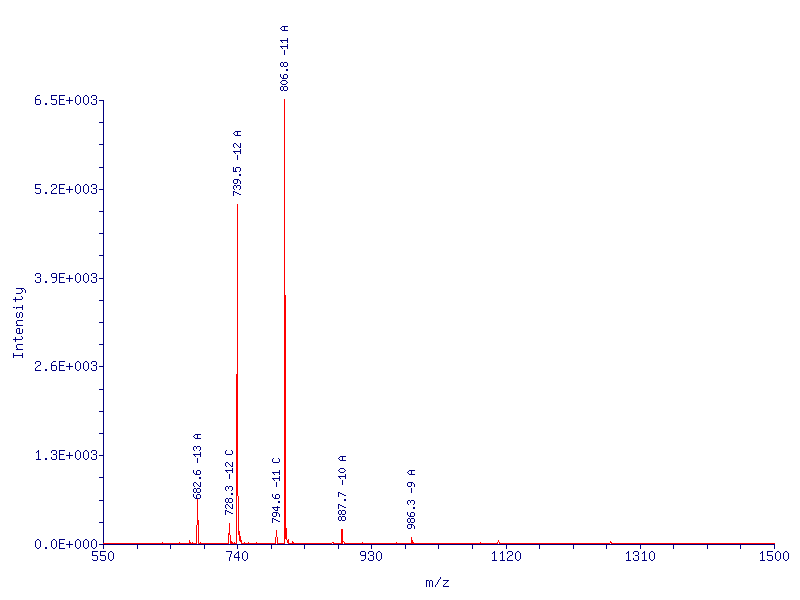 806.8 -11 A
6.5E+003
739.5 -12 A
5.2E+003
3.9E+003
Intensity
2.6E+003
682.6 -13 A
728.3 -12 C
794.6 -11 C
887.7 -10 A
986.3 -9 A
1.3E+003
0.0E+000
550 740 930 1120 1310 1500
m/z